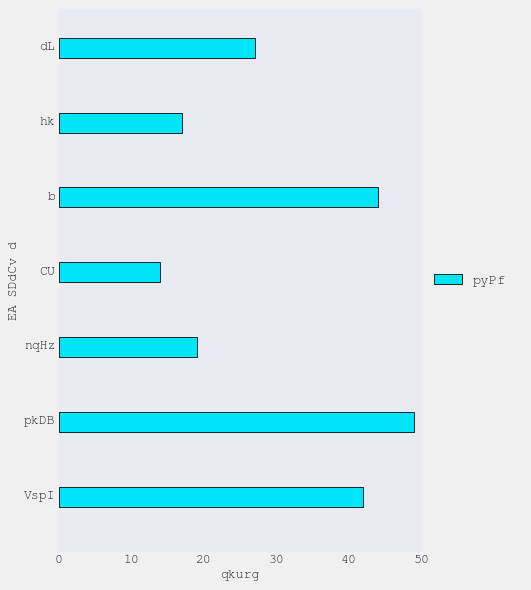 dL
hk
b
CU
nqHz
pkDB
VspI
EA SDdCv d
0 10 20 30 40 50
qkurg
pyPf